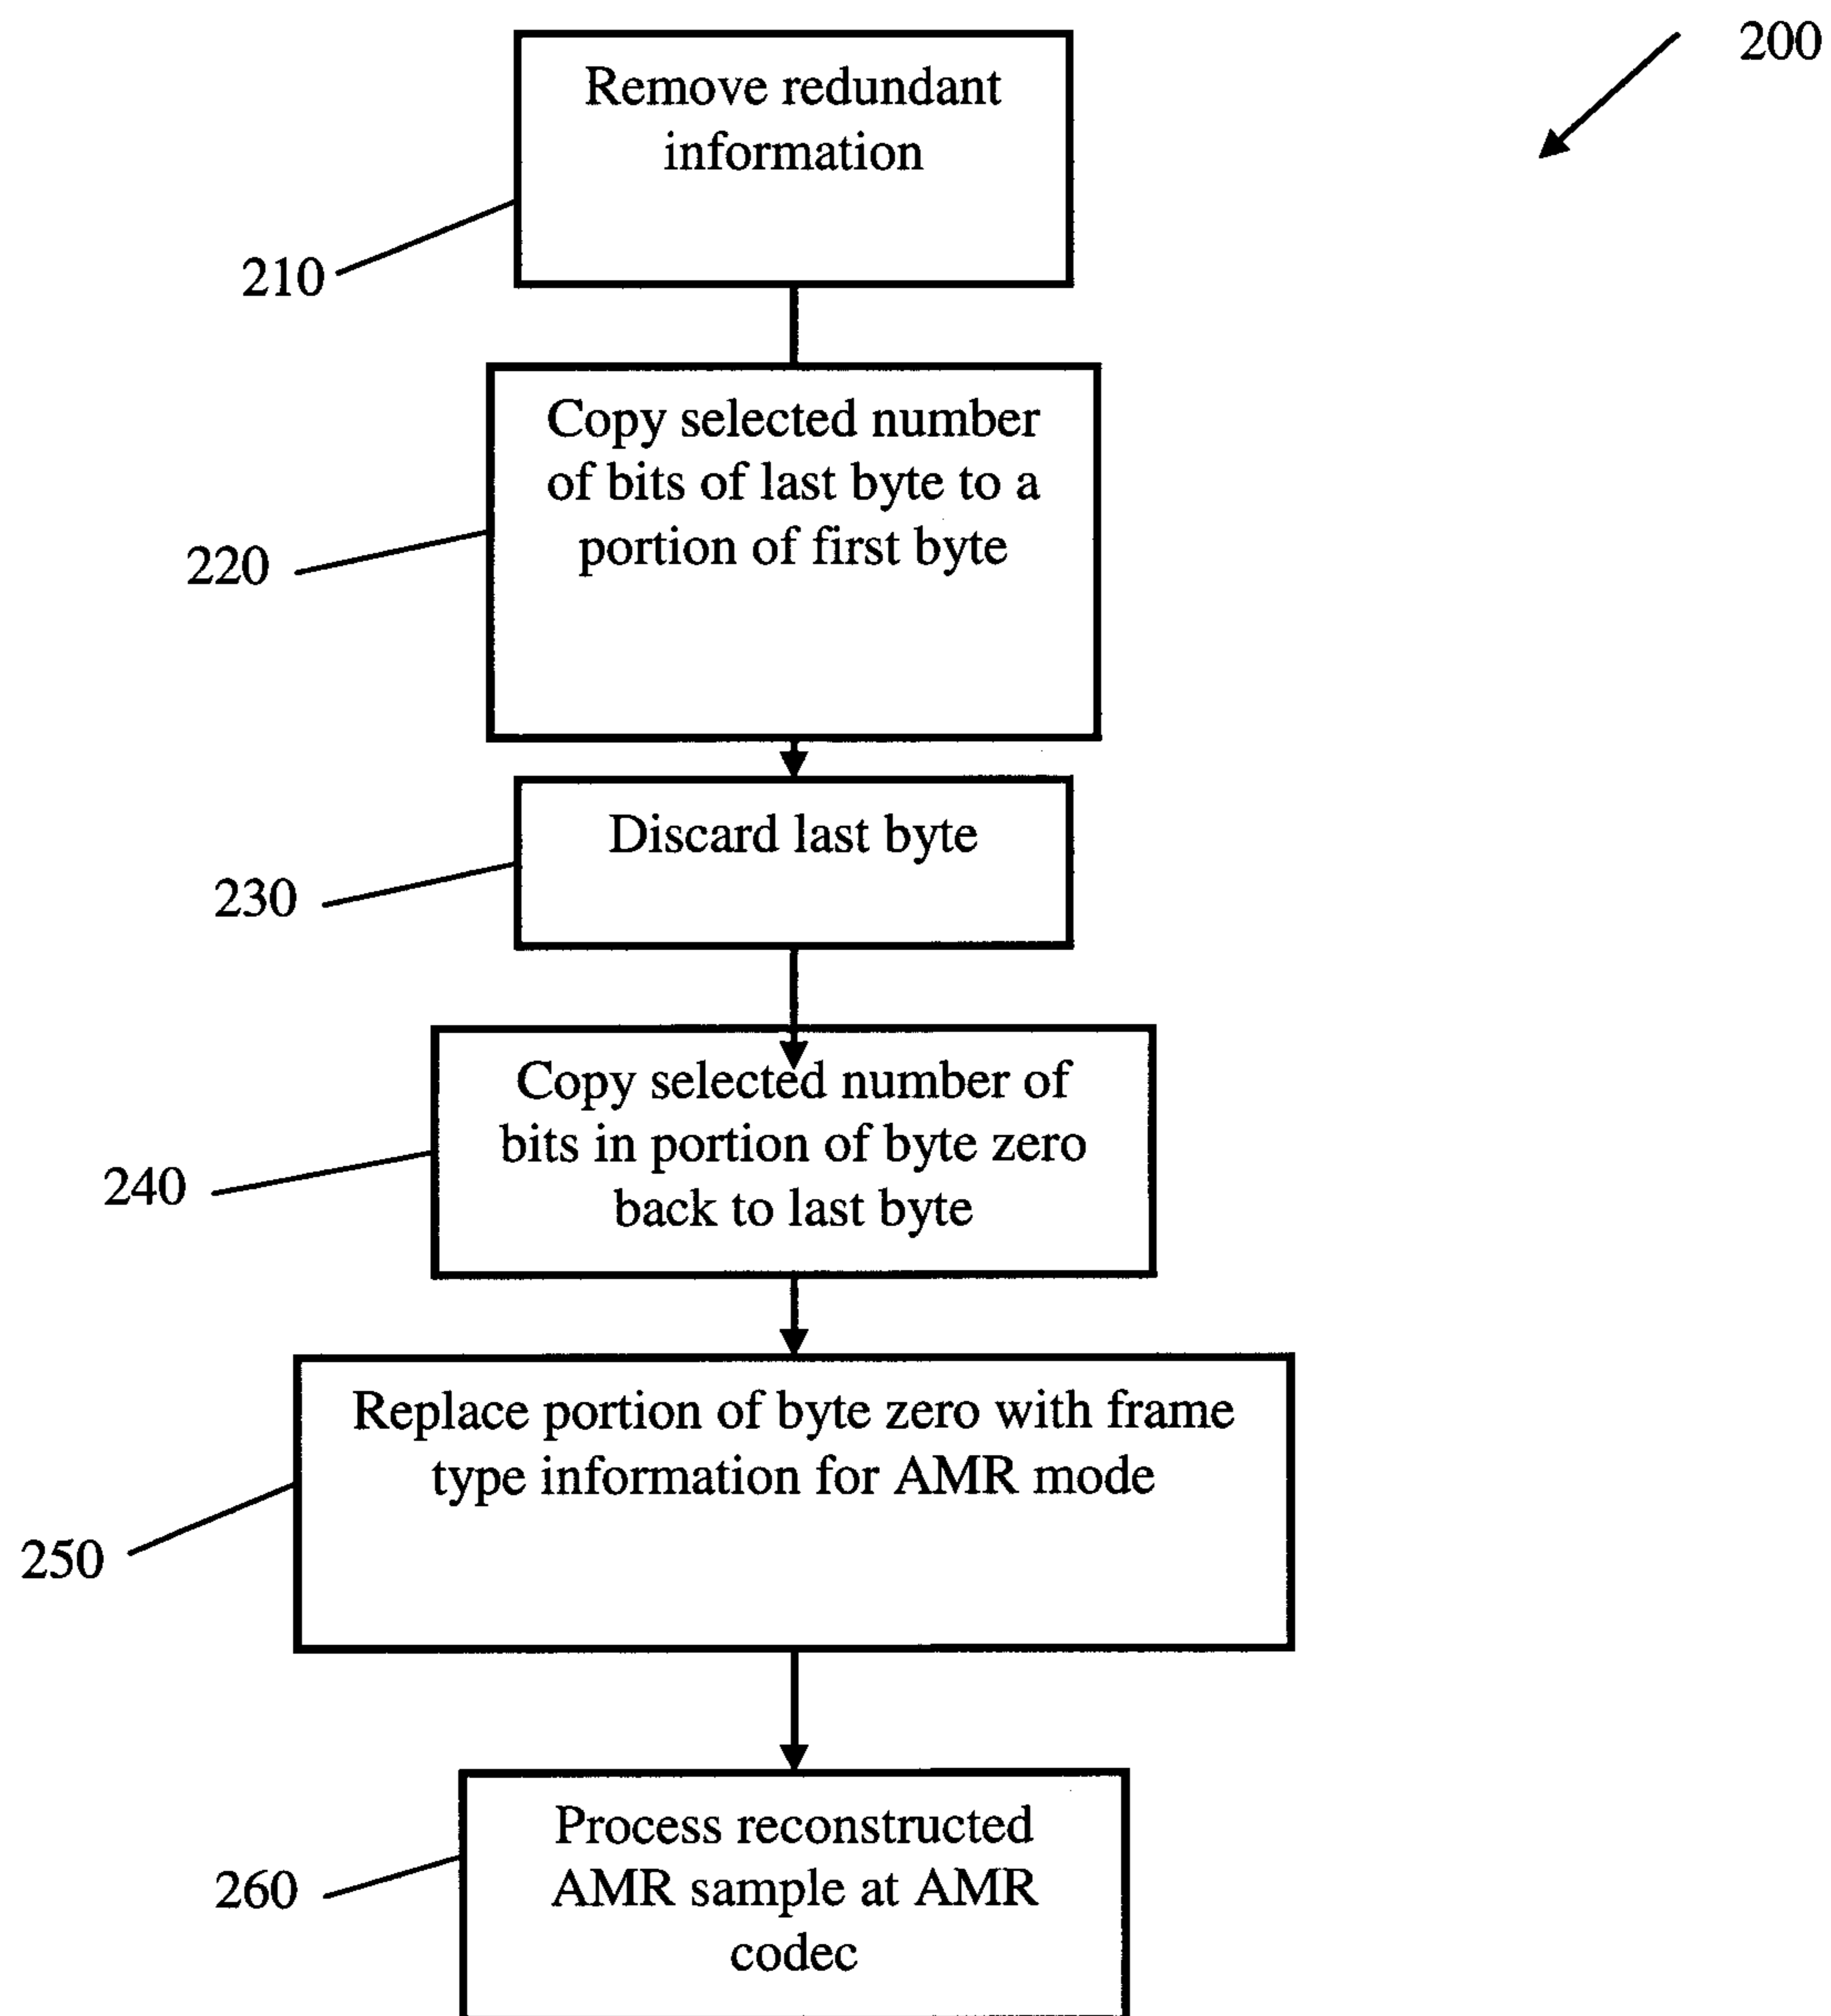 200
Remove redundant
information
210
Copy selected number
of bits of last byte to a
portion of first byte
220
Discard last byte
230
Copy selected number of
bits in portion of byte zero
back to last byte
240
Replace portion of byte zero with frame
type information for AMR mode
250
Process reconstructed
AMR sample at AMR
codec
260